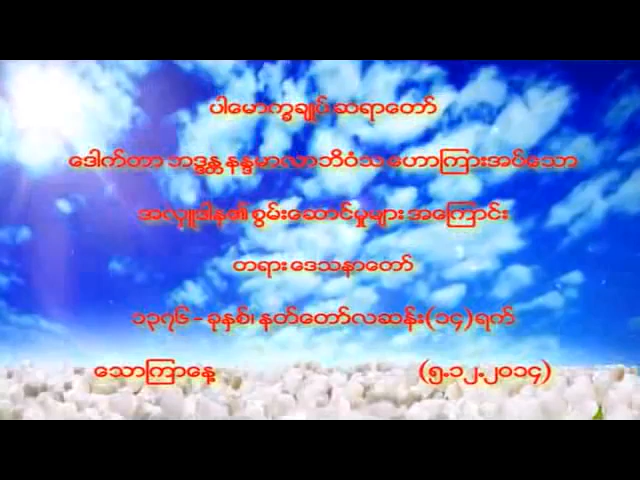 ပါမောက္ခချုပ် ဆရာတော်
ဒေါက်တာ ဘဒ္ဒန္တ နန္ဒမာလာဘိဝံသ ဟောကြားအပ်သော
အလှူဒါန၏ စွမ်းဆောင်မှုများ အကြောင်း
တရား ဒေသနာတော်
၁၃၇၆ - ခုနှစ်၊ နတ်တော်လဆန်း(၁၄)ရက်
သောကြာနေ့ (၅.၁၂.၂၀၁၄)